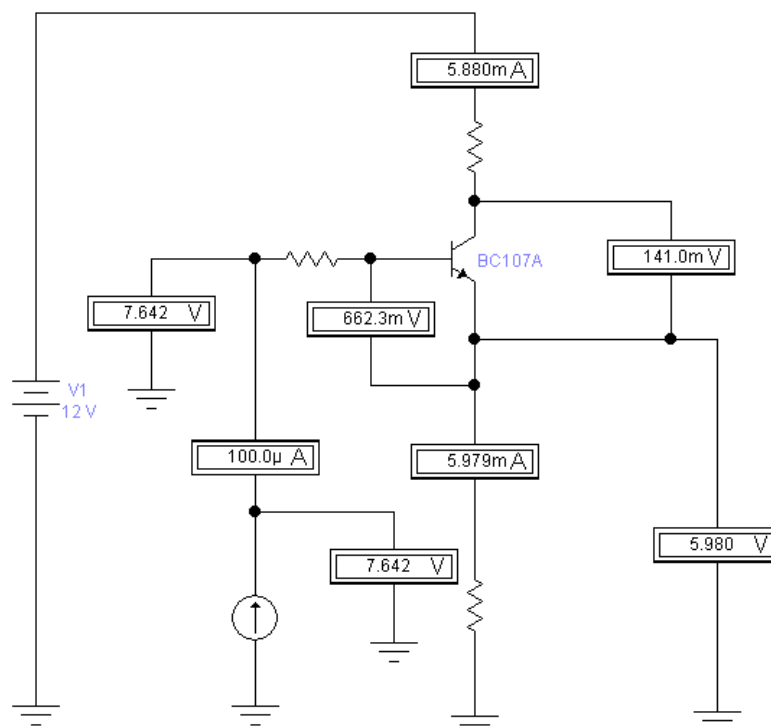 5.880m A
BC107A
141.0m V
7.642 V
662.3m V
V1
12 V
100.0µ A
5.979m A
7.642 V
5.980 V